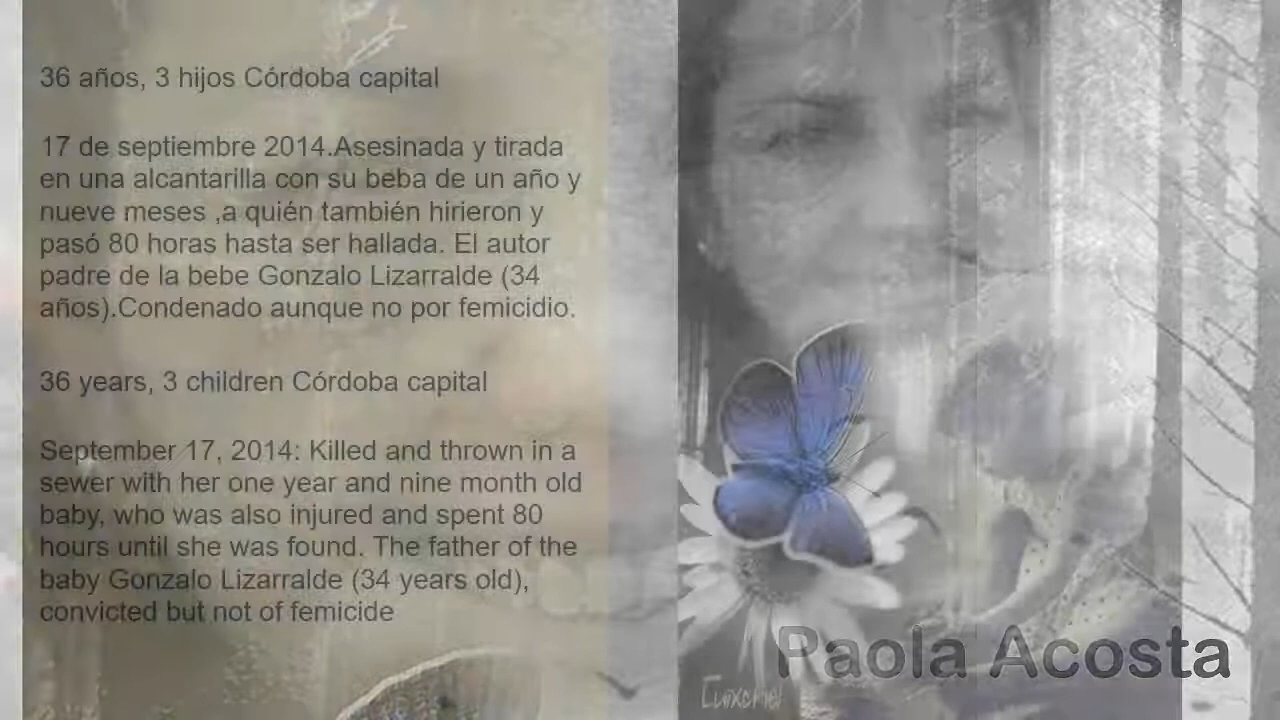 36 años, 3 hijos Córdoba capital
17 de septiembre 2014.Asesinada y tirada
en una alcantarilla con su beba de un año y
nueve meses ,a quién también hirieron y
pasó 80 horas hasta ser hallada. El autor
padre de la bebe Gonzalo Lizarralde (34
años).Condenado aunque no por femicidio.
36 years, 3 children Córdoba capital
September 17, 2014: Killed and thrown in a
sewer with her one year and nine month old
baby, who was also injured and spent 80
hours until she was found. The father of the
baby Gonzalo Lizarralde (34 years old),
convicted but not of femicide
Paola Acosta